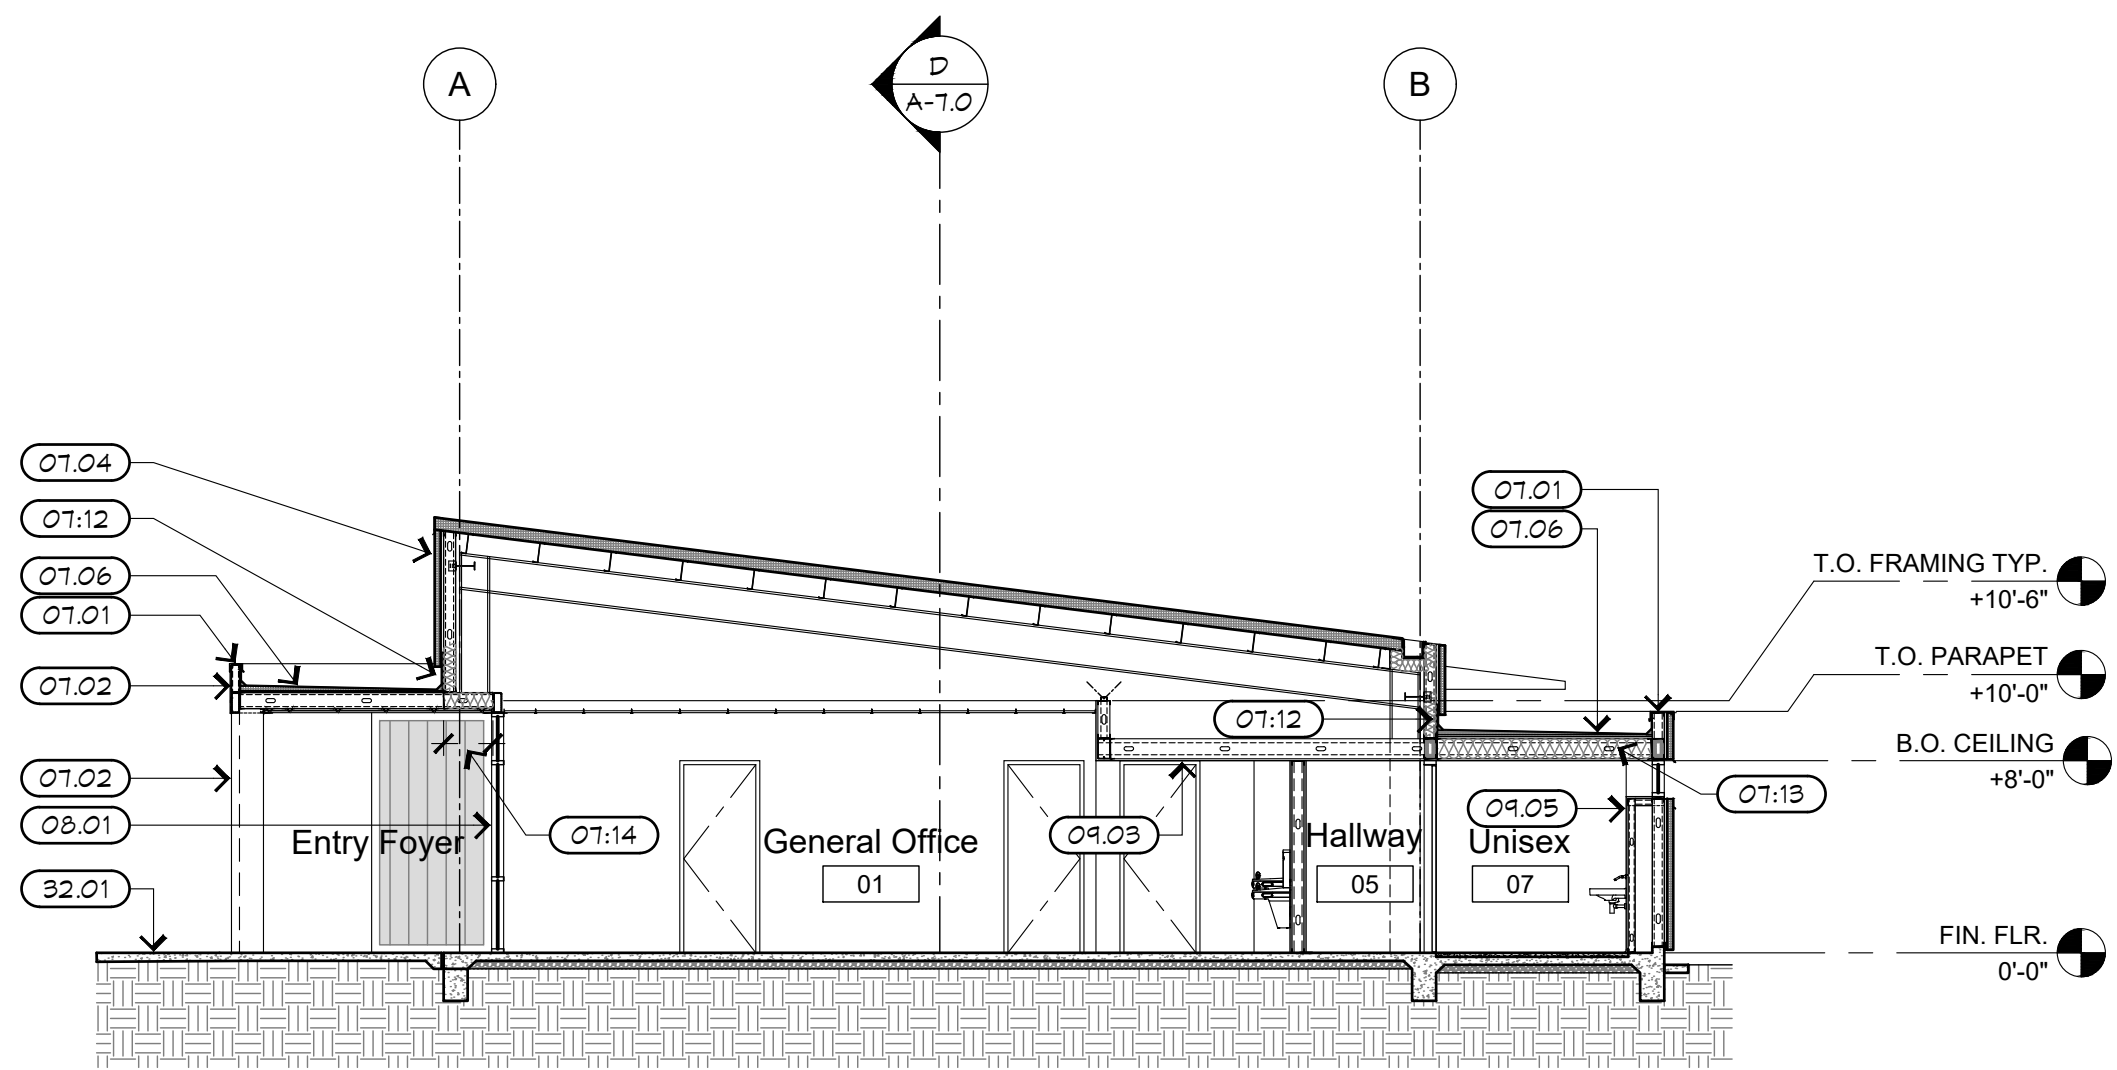 A
D
A-7.0
B
07.04
07:12
07.06
07.01
07.02
07.02
08.01
32.01
07.01
07.06
07:12
T.O. FRAMING TYP.
+10'-6"
T.O. PARAPET
+10'-0"
B.O. CEILING
+8'-0"
FIN. FLR.
0'-0"
07:13
09.05
09.03
07:14
Entry Foyer
General Office
01
Hallway
05
Unisex
07